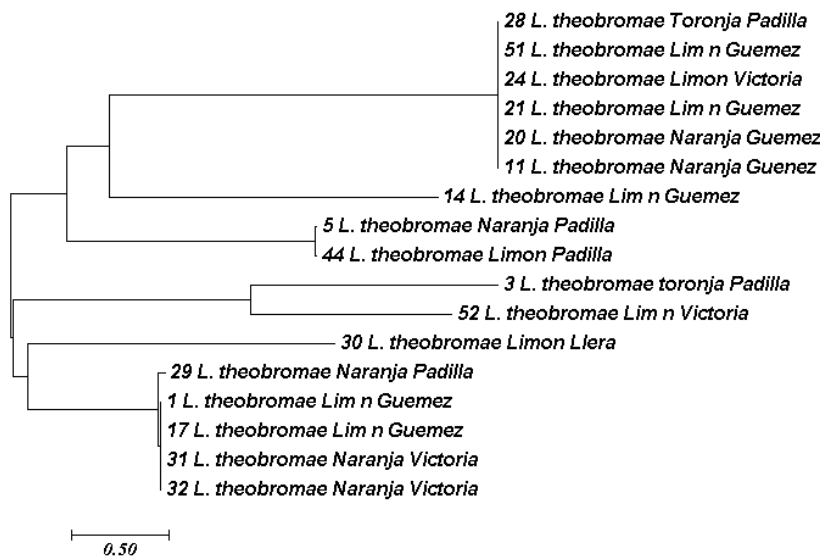 28 L. theobromae Toronja Padilla
51 L. theobromae Lim n Guemez
24 L. theobromae Limon Victoria
21 L. theobromae Lim n Guemez
20 L. theobromae Naranja Guemez
11 L. theobromae Naranja Guenez
14 L. theobromae Lim n Guemez
5 L. theobromae Naranja Padilla
44 L. theobromae Limon Padilla
3 L. theobromae toronja Padilla
52 L. theobromae Lim n Victoria
30 L. theobromae Limon Llera
29 L. theobromae Naranja Padilla
1 L. theobromae Lim n Guemez
17 L. theobromae Lim n Guemez
31 L. theobromae Naranja Victoria
32 L. theobromae Naranja Victoria
0.50